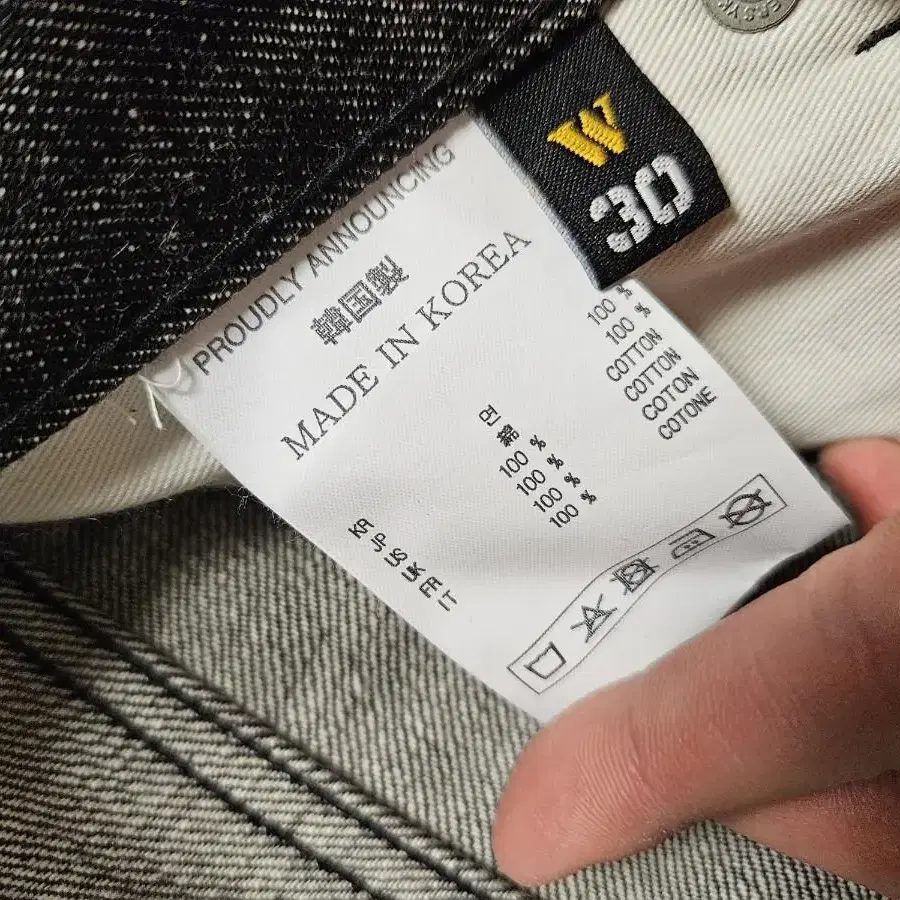 W
30
PROUDLY ANNOUNCING
韓国製
MADE IN KOREA
KR 면 100 %
JP 綿 100 %
US 100 % COTTON
UK 100 % COTTON
FR 100 % COTON
IT 100 % COTONE